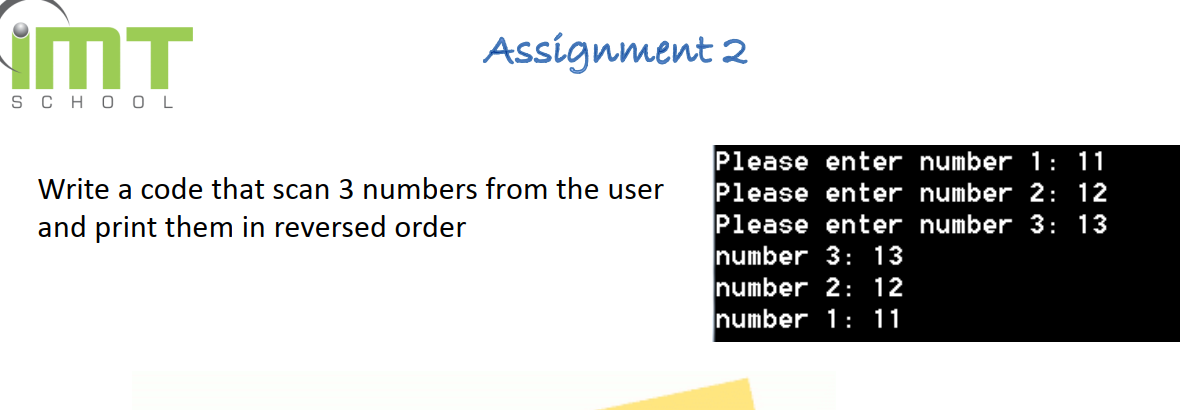 iMT
SCHOOL
Assignment 2
Write a code that scan 3 numbers from the user
and print them in reversed order
Please enter number 1: 11
Please enter number 2: 12
Please enter number 3: 13
number 3: 13
number 2: 12
number 1: 11